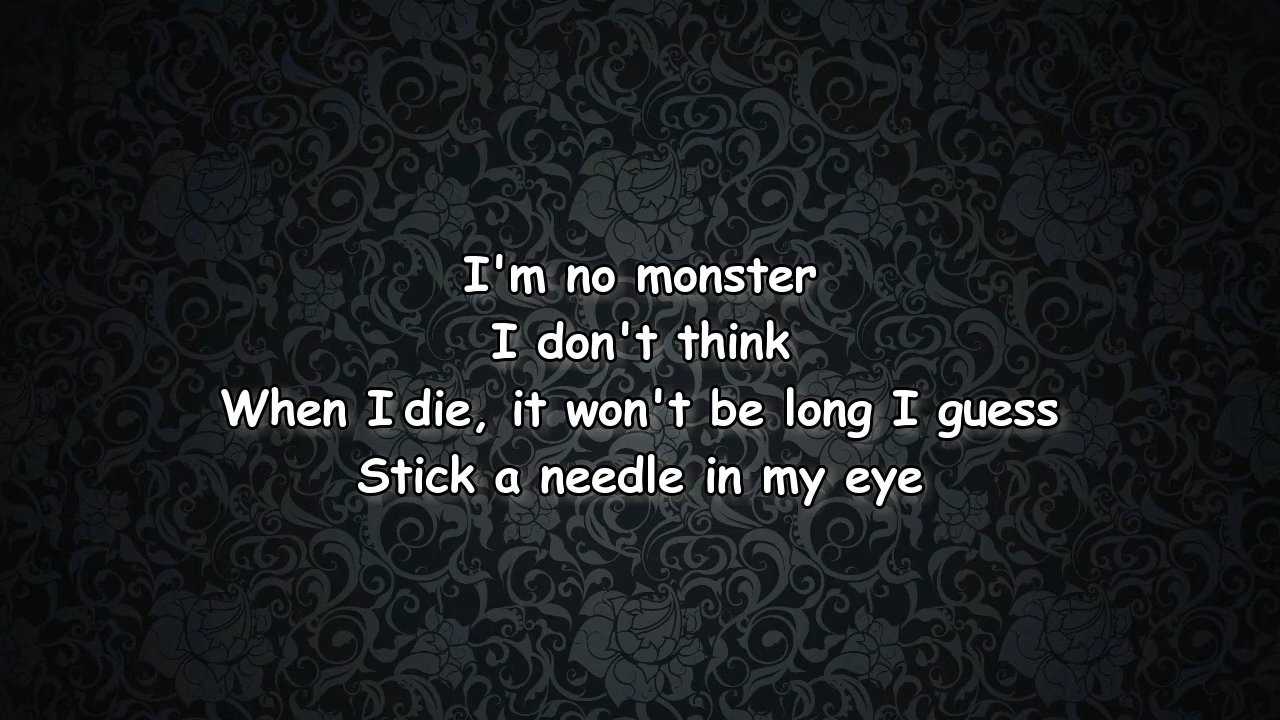 I'm no monster
I don't think
When I die, it won't be long I guess
Stick a needle in my eye